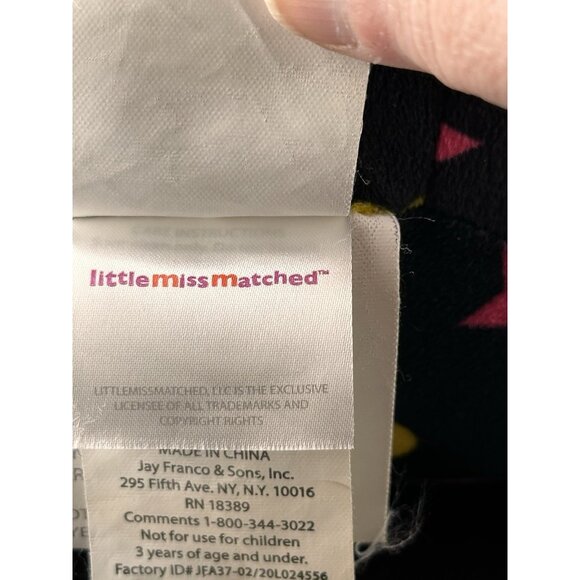 littlemissmatched™
LITTLEMISSMATCHED, LLC IS THE EXCLUSIVE
LICENSEE OF ALL TRADEMARKS AND
COPYRIGHT RIGHTS
MADE IN CHINA
Jay Franco & Sons, Inc.
295 Fifth Ave. NY, N.Y. 10016
RN 18389
Comments 1-800-344-3022
Not for use for children
3 years of age and under.
Factory ID# JFA37-02/20L024556